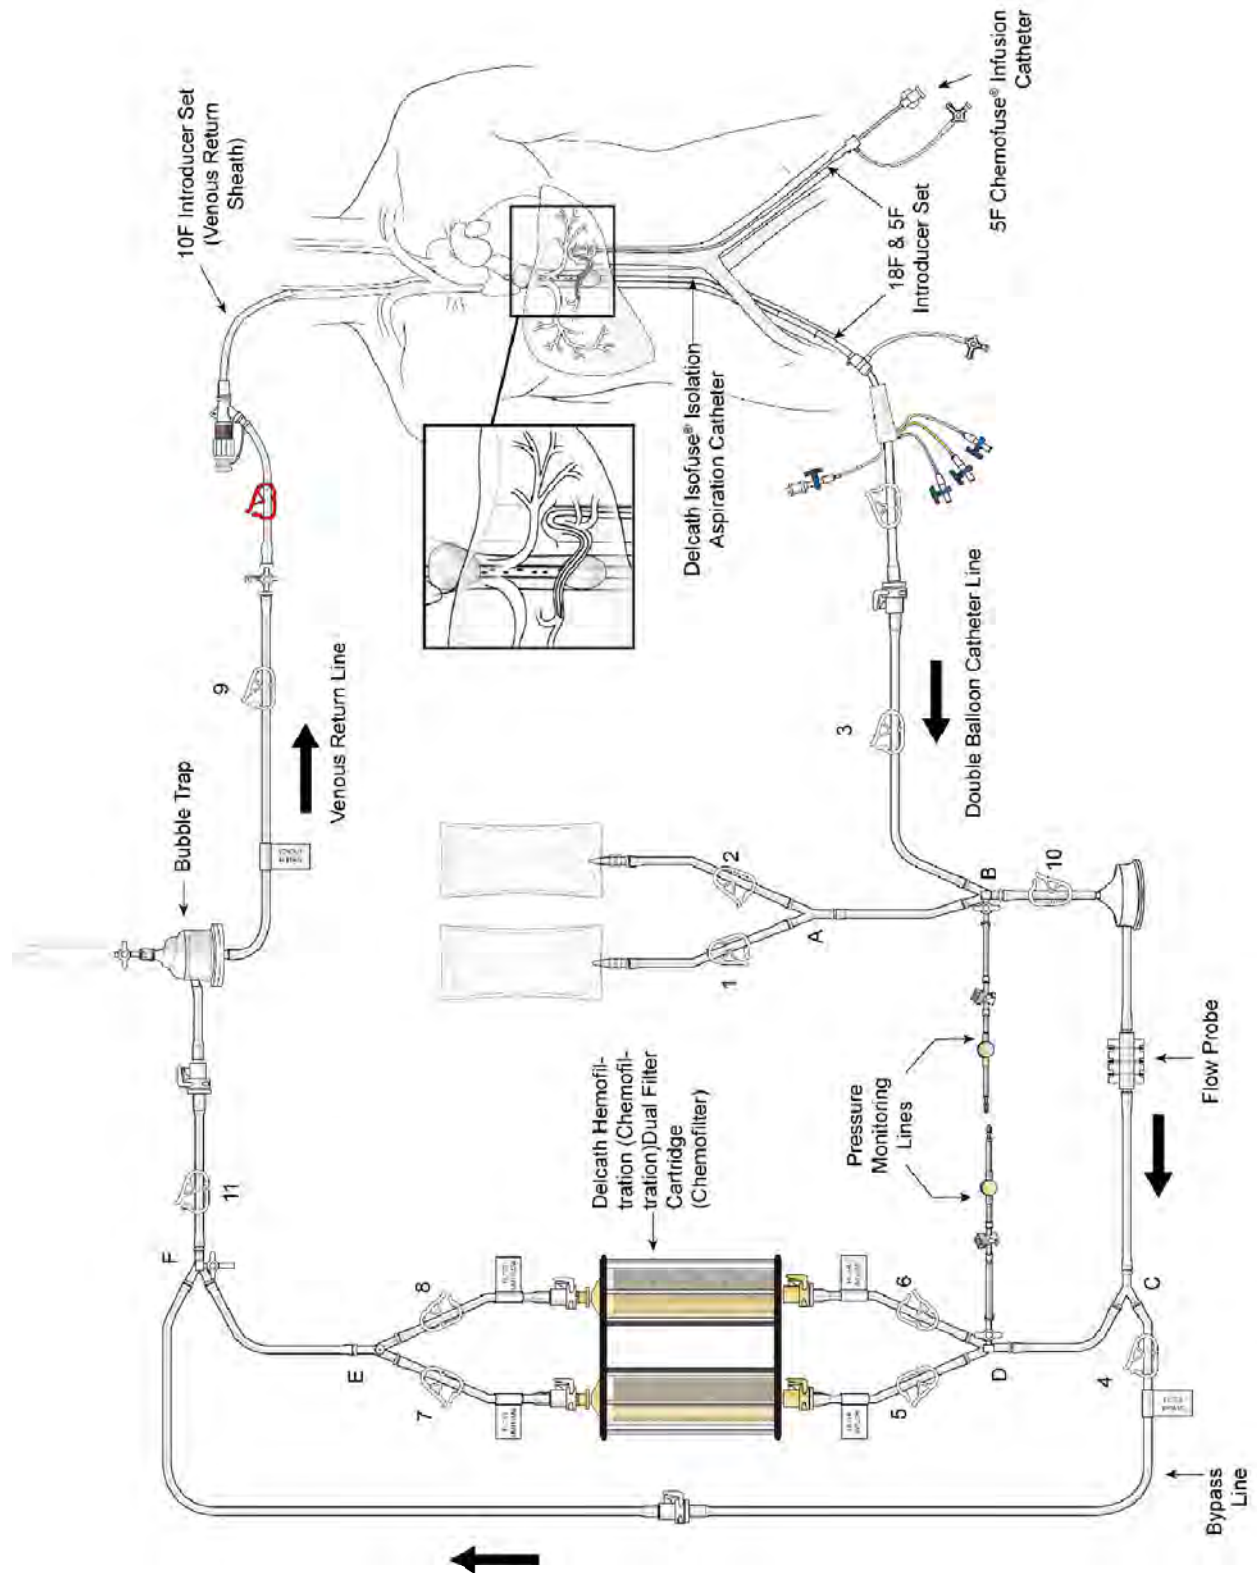 10F Introducer Set
(Venous Return
Sheath)
5F Chemofuse® Infusion
Catheter
18F & 5F
Introducer Set
Delcath Isofuse® Isolation
Aspiration Catheter
Bubble Trap
9
Venous Return Line
3
Double Balloon Catheter Line
1
2
A
B
10
Pressure
Monitoring
Lines
Flow Probe
Delcath Hemofil-
tration (Chemofil-
tration)Dual Filter
Cartridge
(Chemofilter)
11
F
E
8
7
6
5
D
C
4
Bypass
Line